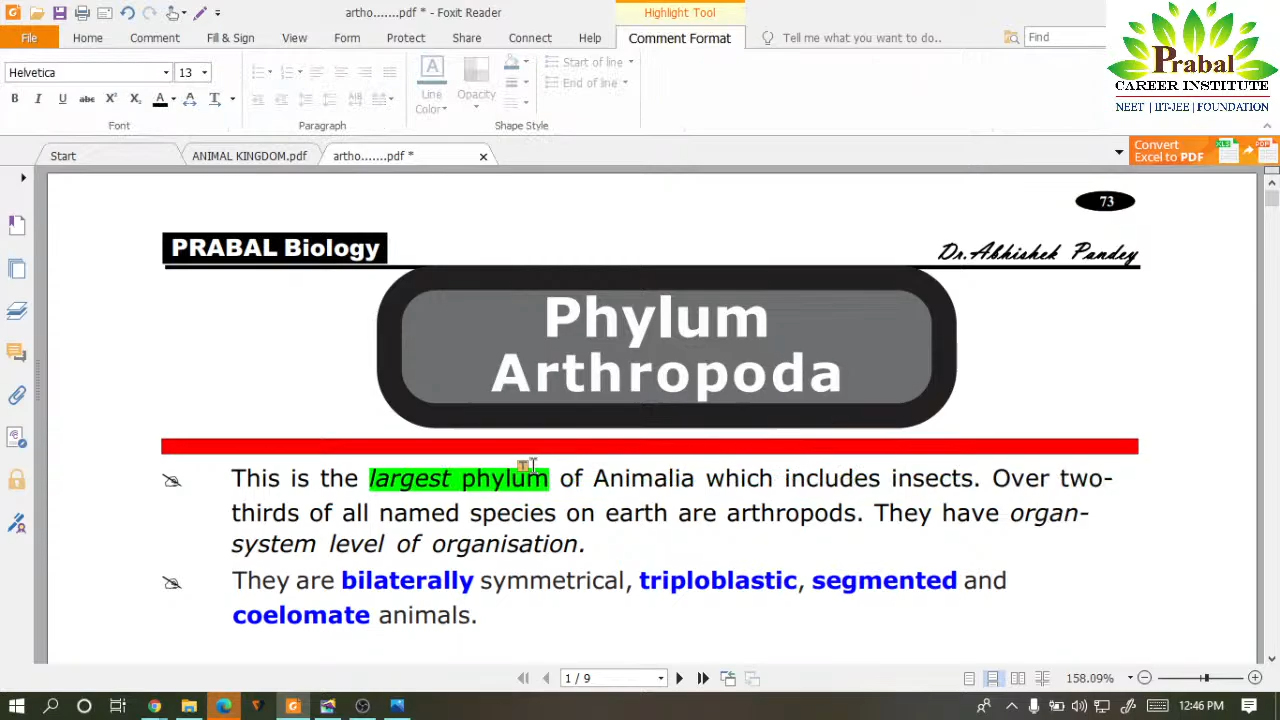 artho.......pdf * - Foxit Reader
Highlight Tool
File Home Comment Fill & Sign View Form Protect Share Connect Help Comment Format Tell me what you want to do.. Find
Prabal
CAREER INSTITUTE
NEET | IIT-JEE | FOUNDATION
Helvetica 13
Line Color Opacity
Start of line
End of line
Font Paragraph Shape Style
Start ANIMAL KINGDOM.pdf artho.......pdf *
Convert
Excel to PDF
73
PRABAL Biology Dr.Abhishek Pandey
Phylum
Arthropoda
This is the largest phylum of Animalia which includes insects. Over two-
thirds of all named species on earth are arthropods. They have organ-
system level of organisation.
They are bilaterally symmetrical, triploblastic, segmented and
coelomate animals.
1 / 9 158.09%
12:46 PM